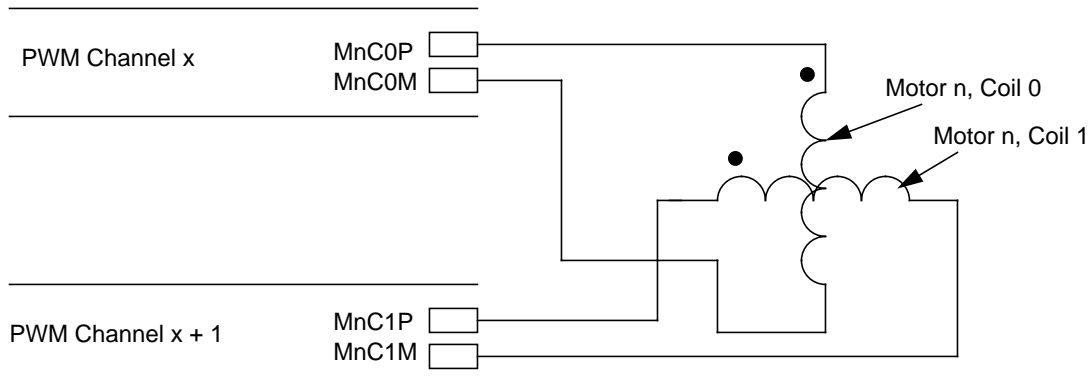 PWM Channel x
MnC0P
MnC0M
Motor n, Coil 0
Motor n, Coil 1
PWM Channel x + 1
MnC1P
MnC1M